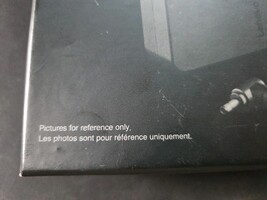 Pictures for reference only,
Les photos sont pour référence uniquement.